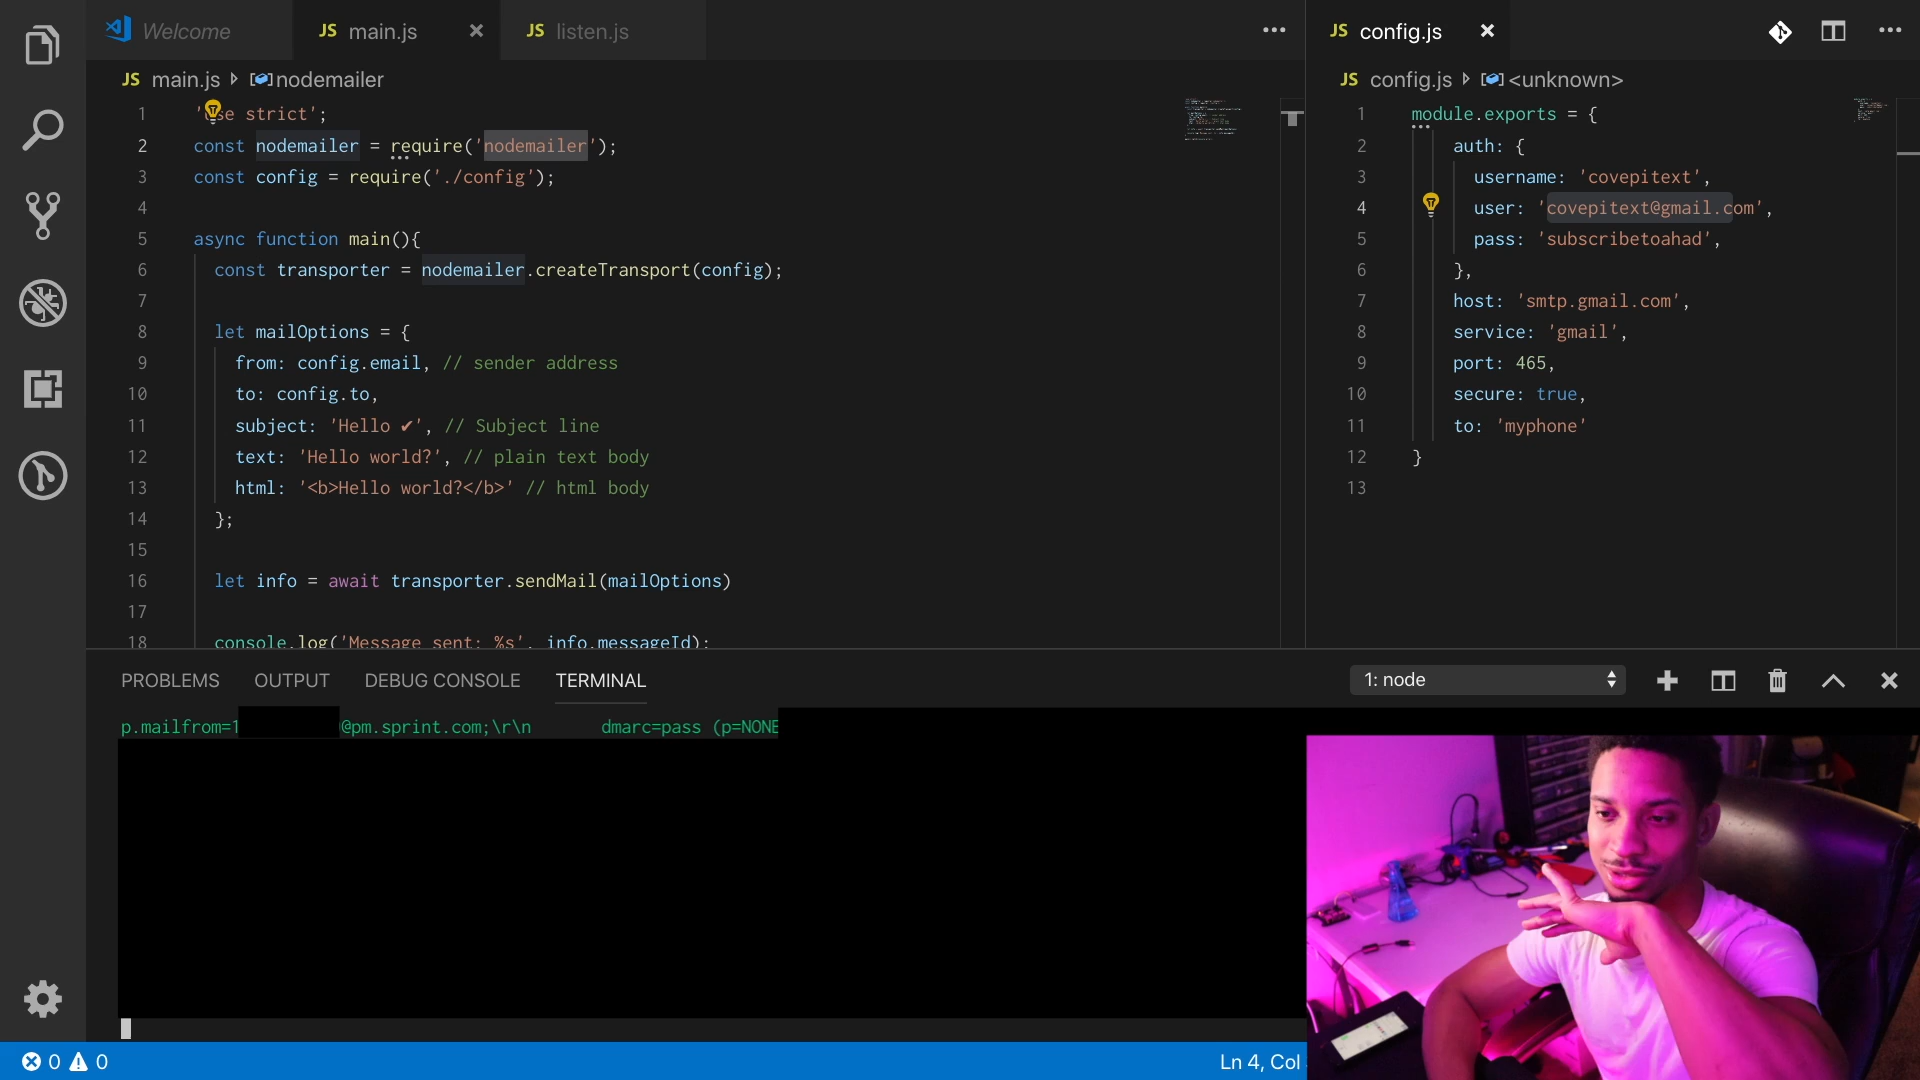 Welcome
JS main.js
JS listen.js
JS config.js
JS main.js nodemailer
1 'use strict';
2 const nodemailer = require('nodemailer');
3 const config = require('./config');
4
5 async function main(){
6 const transporter = nodemailer.createTransport(config);
7
8 let mailOptions = {
9 from: config.email, // sender address
10 to: config.to,
11 subject: 'Hello ✔', // Subject line
12 text: 'Hello world?', // plain text body
13 html: '<b>Hello world?</b>' // html body
14 };
15
16 let info = await transporter.sendMail(mailOptions)
17
18 console.log('Message sent: %s', info.messageId);
JS config.js <unknown>
1 module.exports = {
2 auth: {
3 username: 'covepitext',
4 user: 'covepitext@gmail.com',
5 pass: 'subscribetoahad',
6 },
7 host: 'smtp.gmail.com',
8 service: 'gmail',
9 port: 465,
10 secure: true,
11 to: 'myphone'
12 }
13
PROBLEMS OUTPUT DEBUG CONSOLE TERMINAL 1: node
p.mailfrom=1 @pm.sprint.com;\r\n dmarc=pass (p=NONE
0 0 Ln 4, Col